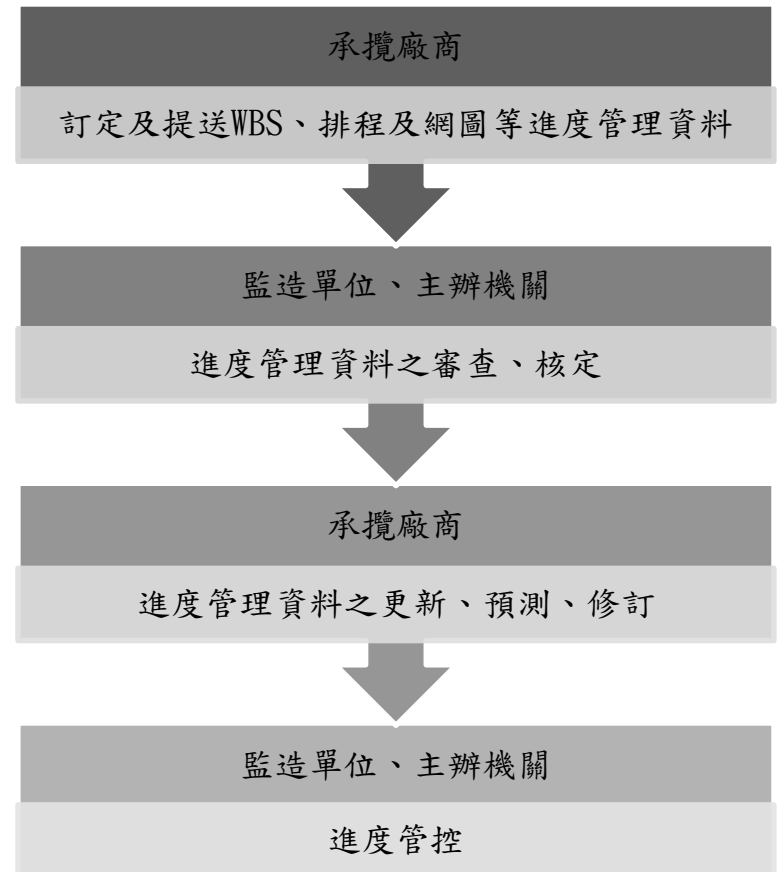 承攬廠商
訂定及提送WBS、排程及網圖等進度管理資料
監造單位、主辦機關
進度管理資料之審查、核定
承攬廠商
進度管理資料之更新、預測、修訂
監造單位、主辦機關
進度管控